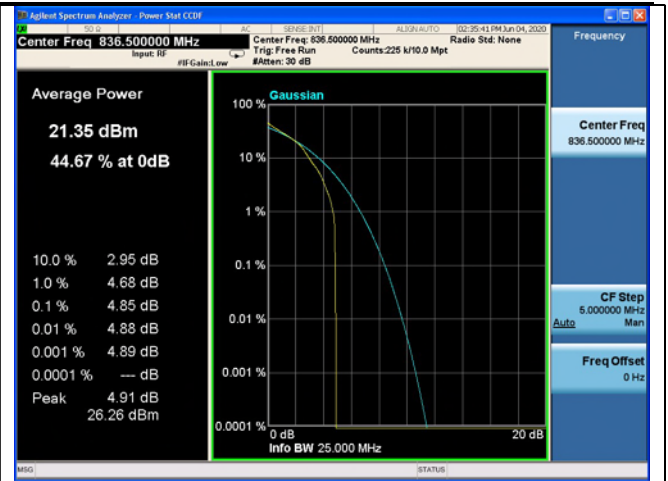 Agilent Spectrum Analyzer - Power Stat CCDF
50 Ω AC SENSE:INT ALIGN AUTO 02:35:41 PM Jun 04, 2020
Center Freq 836.500000 MHz
Input: RF
#IFGain:Low
Center Freq: 836.500000 MHz
Radio Std: None
Trig: Free Run
Counts:225 k/10.0 Mpt
#Atten: 30 dB
Frequency
Average Power
21.35 dBm
44.67 % at 0dB
10.0 % 2.95 dB
1.0 % 4.68 dB
0.1 % 4.85 dB
0.01 % 4.88 dB
0.001 % 4.89 dB
0.0001 % --- dB
Peak 4.91 dB
26.26 dBm
Gaussian
100 %
10 %
1 %
0.1 %
0.01 %
0.001 %
0.0001 %
0 dB
20 dB
Info BW 25.000 MHz
Center Freq
836.500000 MHz
CF Step
5.000000 MHz
Auto Man
Freq Offset
0 Hz
MSG
STATUS